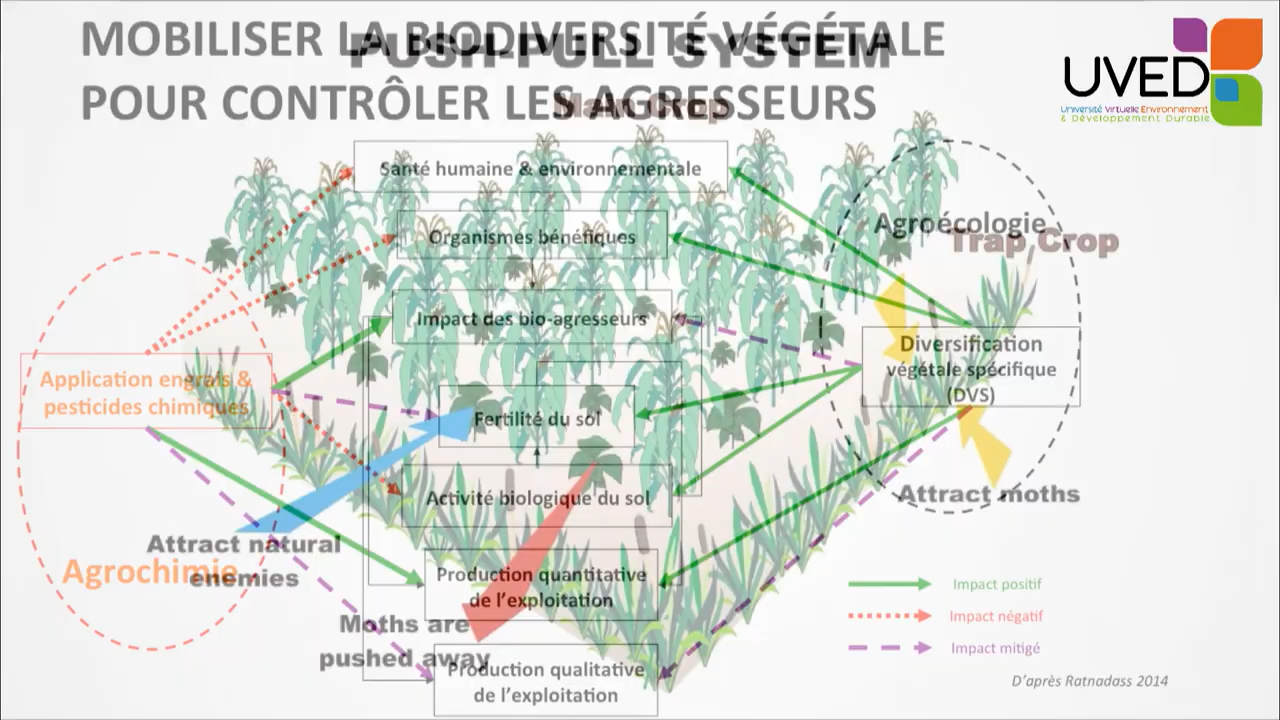 MOBILISER LA BIODIVERSITÉ VÉGÉTALE
POUR CONTRÔLER LES AGRESSEURS
PUSH-PULL SYSTEM
Main Crop
UVED
Université Virtuelle Environnement
& Développement Durable
Santé humaine & environnementale
Organismes bénéfiques
Agroécologie
Trap Crop
Impact des bio-agresseurs
Diversification
végétale spécifique
(DVS)
Application engrais &
pesticides chimiques
Fertilité du sol
Activité biologique du sol
Attract moths
Attract natural
enemies
Agrochimie
Production quantitative
de l'exploitation
Moths are
pushed away
Production qualitative
de l'exploitation
Impact positif
Impact négatif
Impact mitigé
D'après Ratnadass 2014